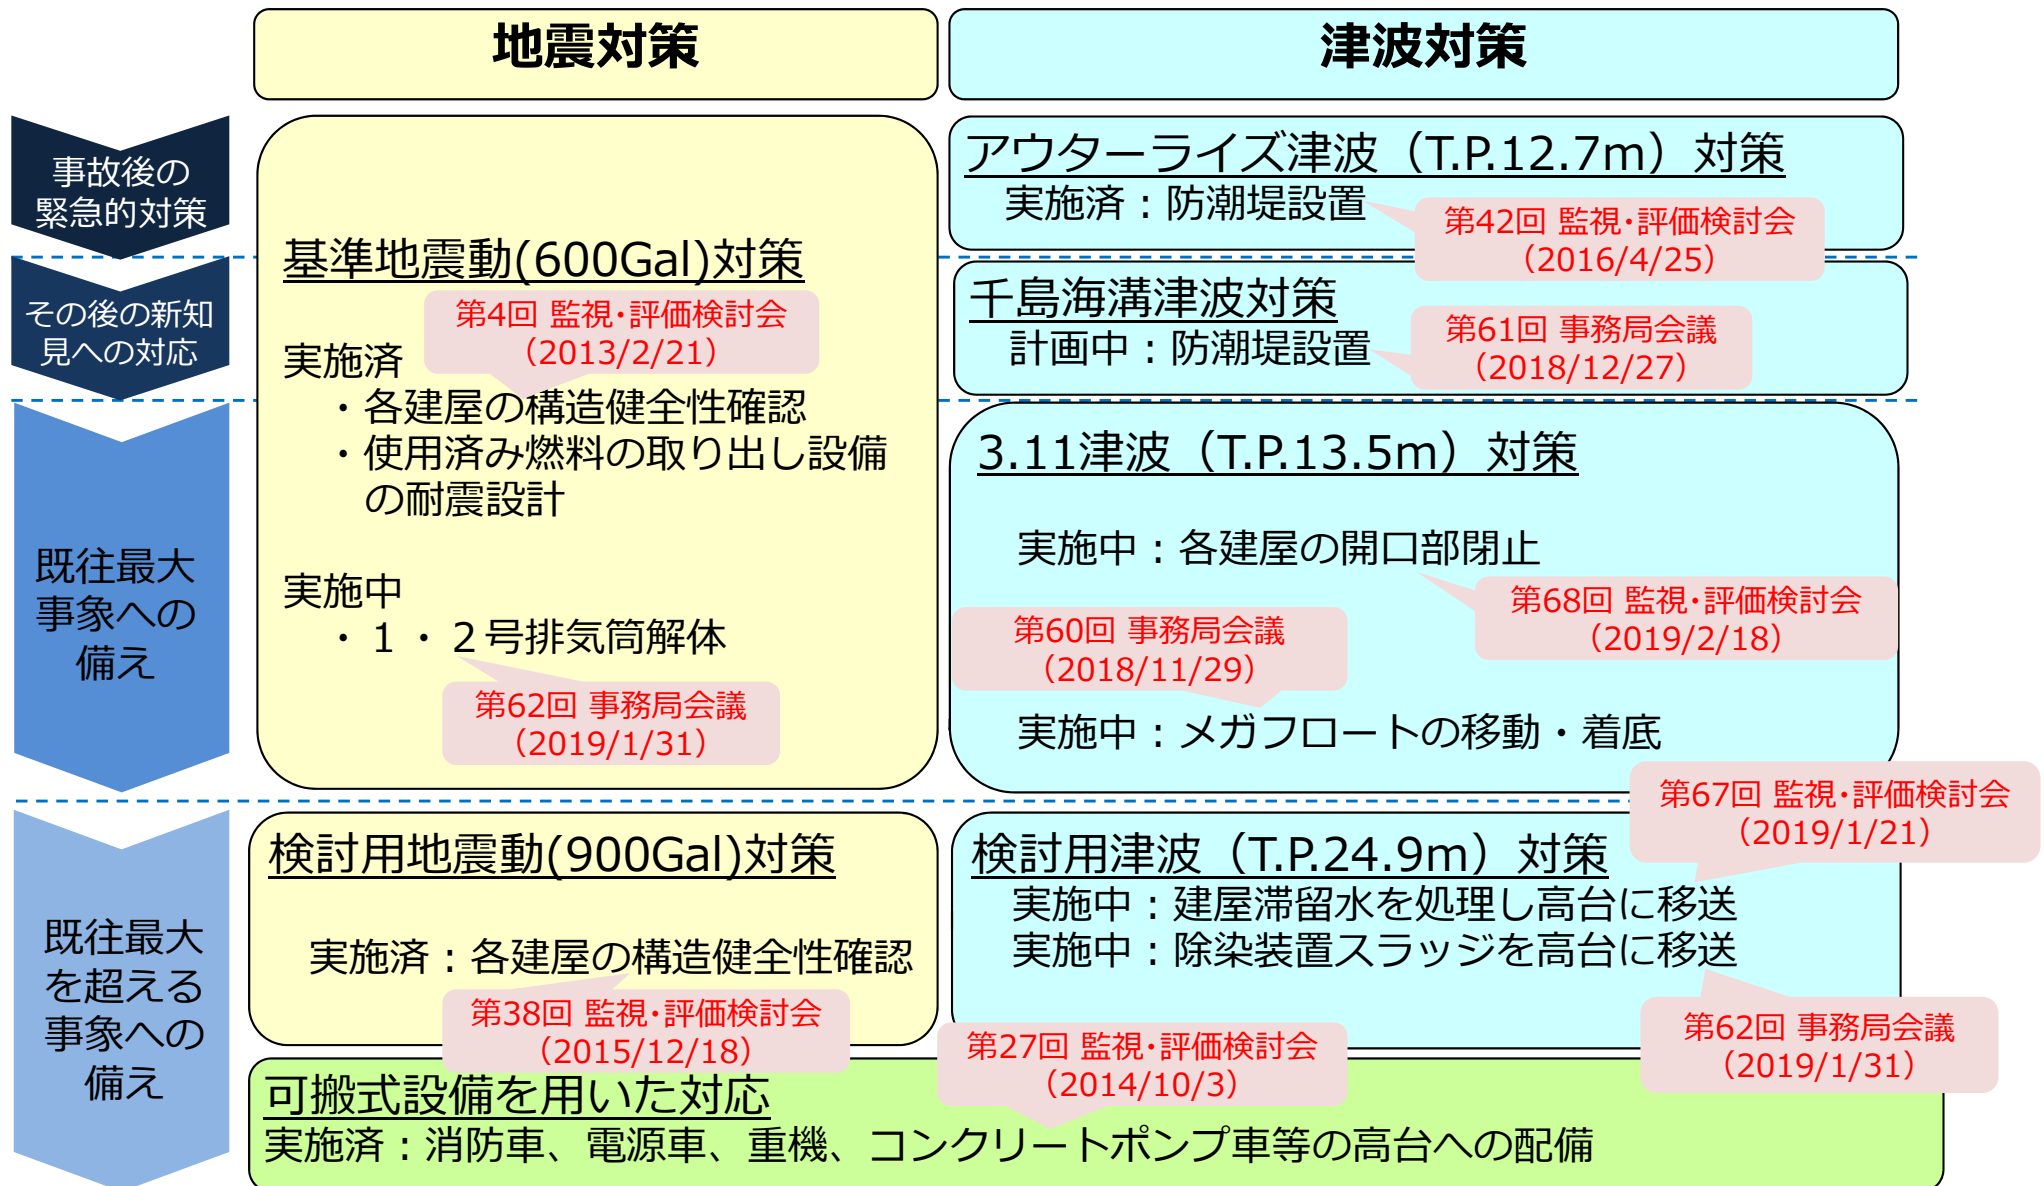 地震対策
津波対策
事故後の
緊急的対策
その後の新知
見への対応
既往最大
事象への
備え
既往最大
を超える
事象への
備え
基準地震動(600Gal)対策
第4回 監視・評価検討会
（2013/2/21）
実施済
・各建屋の構造健全性確認
・使用済み燃料の取り出し設備
の耐震設計
実施中
・１・２号排気筒解体
第62回 事務局会議
（2019/1/31）
アウターライズ津波（T.P.12.7m）対策
実施済：防潮堤設置
第42回 監視・評価検討会
（2016/4/25）
千島海溝津波対策
計画中：防潮堤設置
第61回 事務局会議
（2018/12/27）
3.11津波（T.P.13.5m）対策
実施中：各建屋の開口部閉止
第68回 監視・評価検討会
（2019/2/18）
第60回 事務局会議
（2018/11/29）
実施中：メガフロートの移動・着底
検討用地震動(900Gal)対策
実施済：各建屋の構造健全性確認
第38回 監視・評価検討会
（2015/12/18）
第67回 監視・評価検討会
（2019/1/21）
検討用津波（T.P.24.9m）対策
実施中：建屋滞留水を処理し高台に移送
実施中：除染装置スラッジを高台に移送
第62回 事務局会議
（2019/1/31）
第27回 監視・評価検討会
（2014/10/3）
可搬式設備を用いた対応
実施済：消防車、電源車、重機、コンクリートポンプ車等の高台への配備